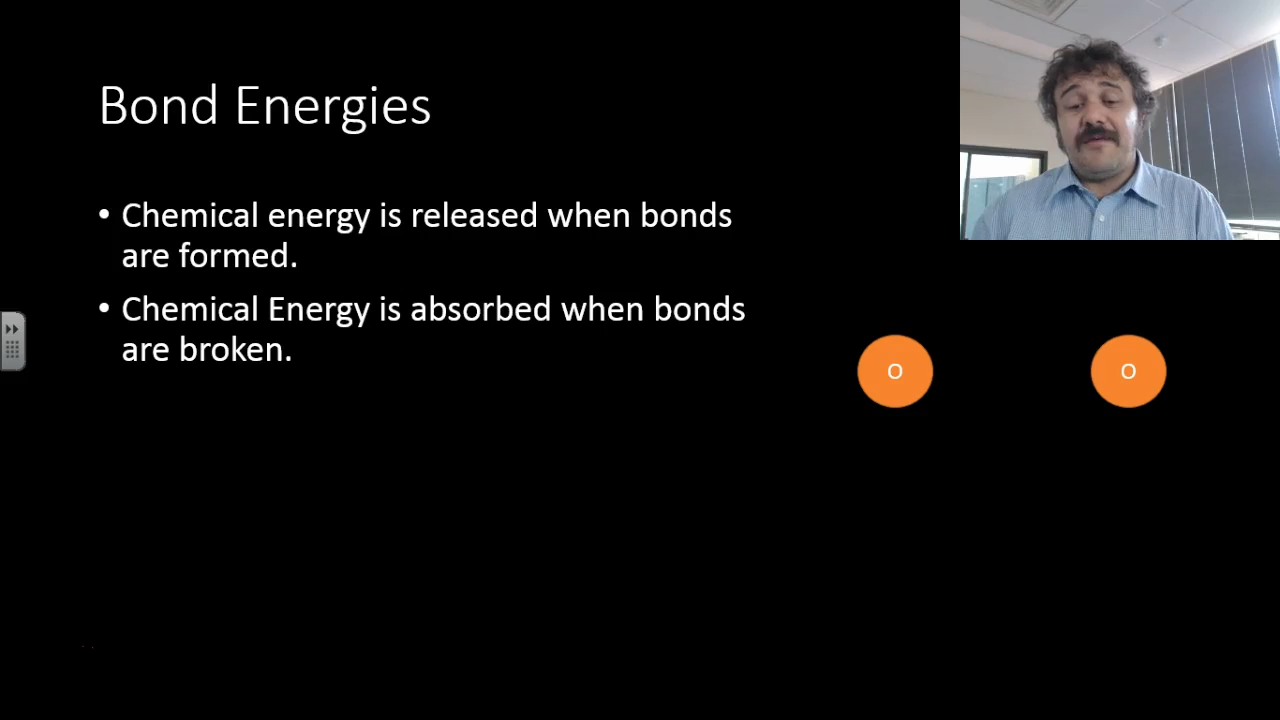 Bond Energies
• Chemical energy is released when bonds
are formed.
• Chemical Energy is absorbed when bonds
are broken.
O
O